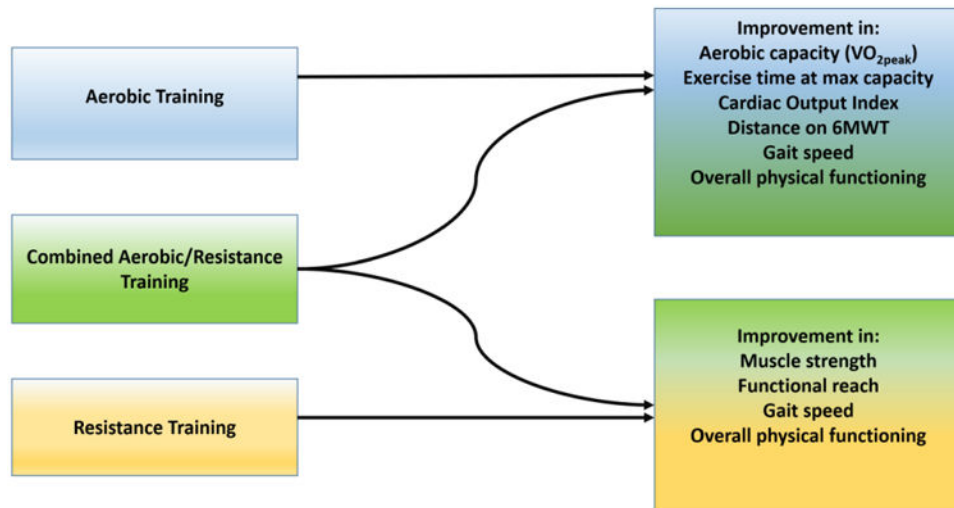 Aerobic Training
Combined Aerobic/Resistance
Training
Resistance Training
Improvement in:
Aerobic capacity (VO2peak)
Exercise time at max capacity
Cardiac Output Index
Distance on 6MWT
Gait speed
Overall physical functioning
Improvement in:
Muscle strength
Functional reach
Gait speed
Overall physical functioning